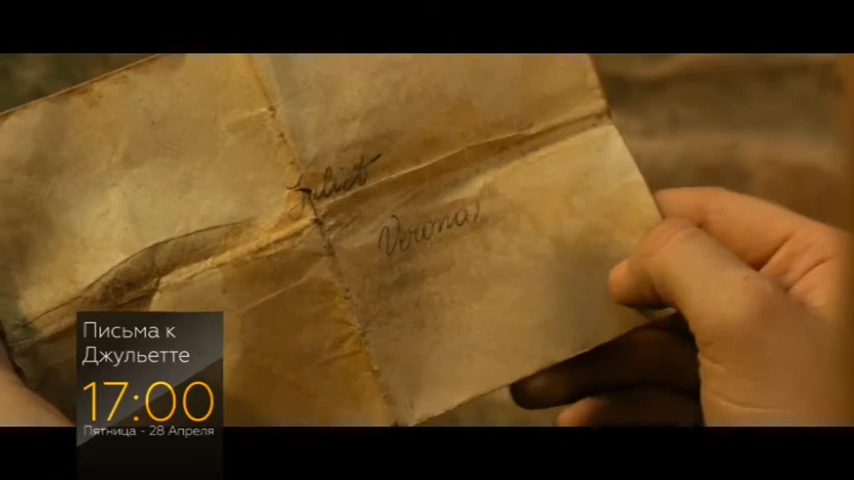 Juliet
Verona
Письма к
Джульетте
17:00
Пятница - 28 Апреля